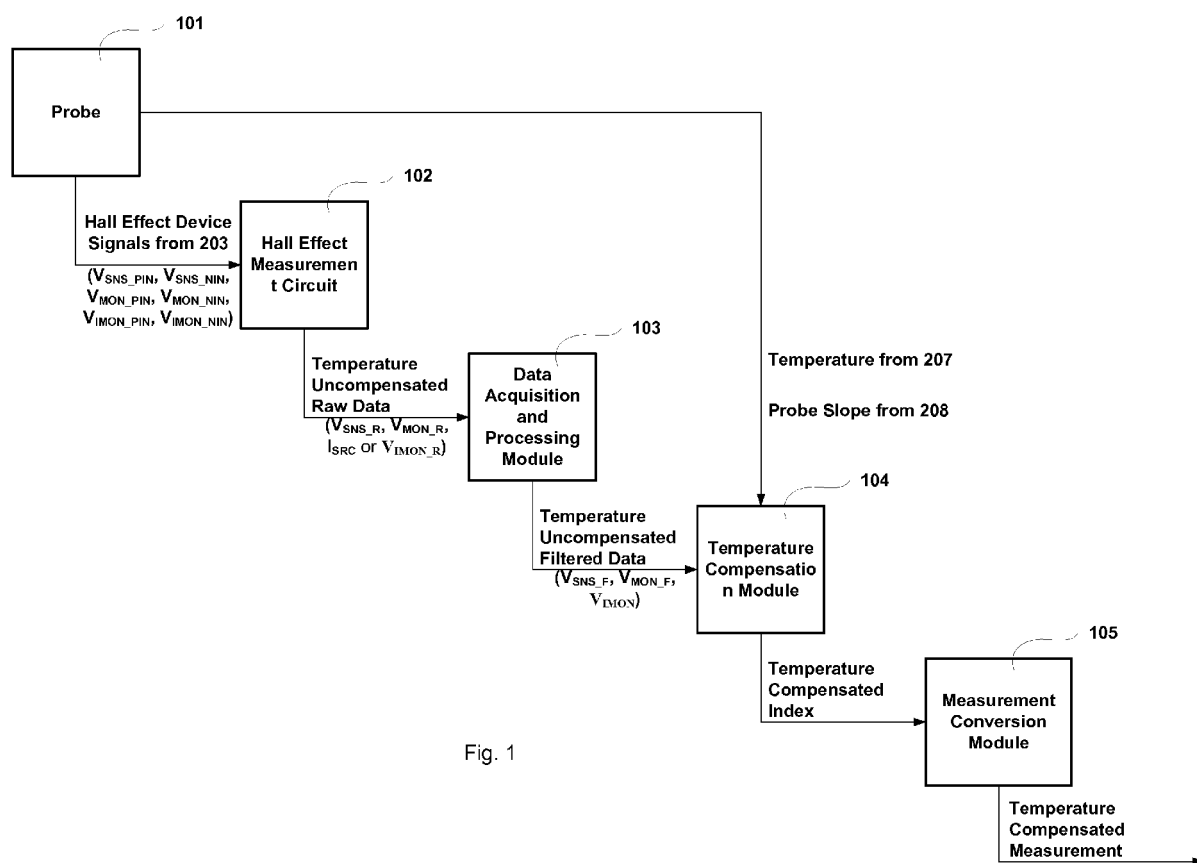 101
Probe
102
Hall Effect Device
Signals from 203
(VSNS_PIN, VSNS_NIN,
VMON_PIN, VMON_NIN,
VIMON_PIN, VIMON_NIN)
Hall Effect
Measuremen
t Circuit
103
Temperature
Uncompensated
Raw Data
(VSNS_R, VMON_R,
ISRC or VIMON_R)
Data
Acquisition
and
Processing
Module
Temperature from 207
Probe Slope from 208
104
Temperature
Uncompensated
Filtered Data
(VSNS_F, VMON_F,
VIMON)
Temperature
Compensatio
n Module
105
Temperature
Compensated
Index
Measurement
Conversion
Module
Fig. 1
Temperature
Compensated
Measurement